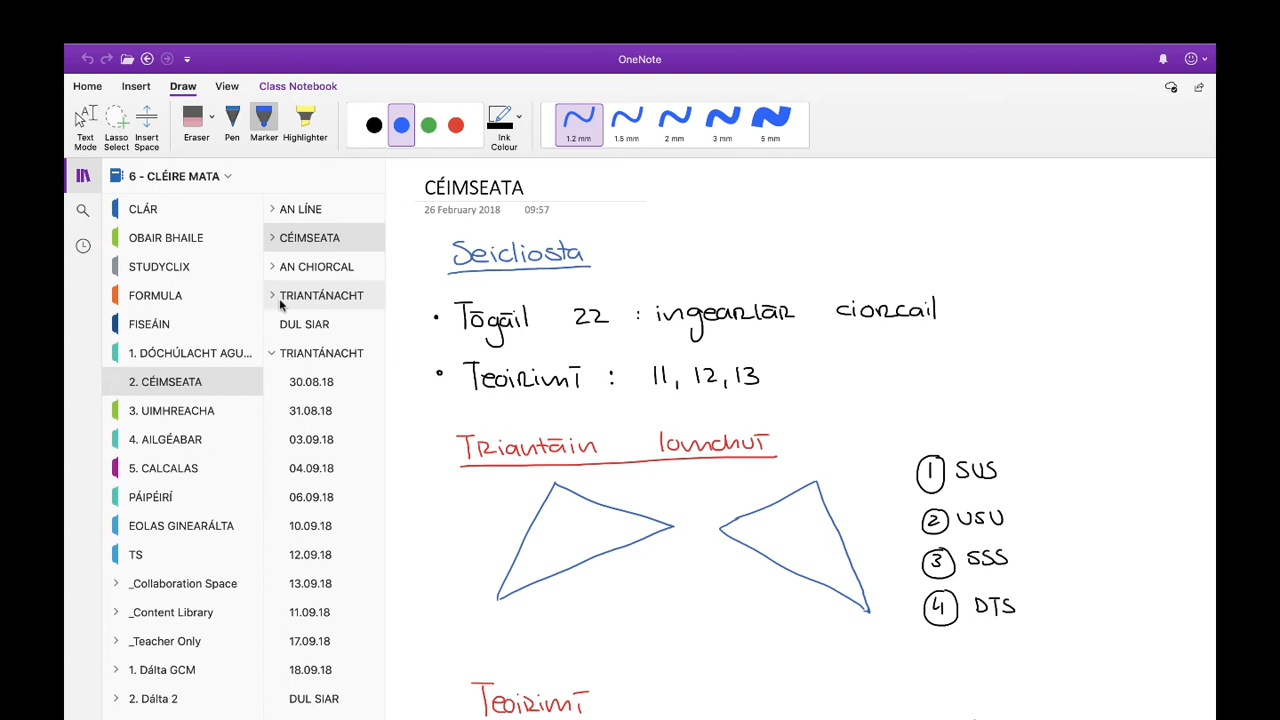 OneNote
Home Insert Draw View Class Notebook
Text Mode
Lasso Select
Insert Space
Eraser
Pen
Marker
Highlighter
Ink Colour
1.2 mm
1.5 mm
2 mm
3 mm
5 mm
6 - CLÉIRE MATA
CLÁR
OBAIR BHAILE
STUDYCLIX
FORMULA
FISEÁIN
1. DÓCHÚLACHT AGU...
2. CÉIMSEATA
3. UIMHREACHA
4. AILGÉABAR
5. CALCALAS
PÁIPÉIRÍ
EOLAS GINEARÁLTA
TS
_Collaboration Space
_Content Library
_Teacher Only
1. Dálta GCM
2. Dálta 2
AN LÍNE
CÉIMSEATA
AN CHIORCAL
TRIANTÁNACHT
DUL SIAR
TRIANTÁNACHT
30.08.18
31.08.18
03.09.18
04.09.18
06.09.18
10.09.18
12.09.18
13.09.18
11.09.18
17.09.18
18.09.18
DUL SIAR
CÉIMSEATA
26 February 2018 09:57
Seicliosta
• Tógáil 22 : ingearlár ciorcail
• Teoirimí : 11, 12, 13
Triantáin Iomchuí
1 SUS
2 USU
3 SSS
4 DTS
Teoirimí